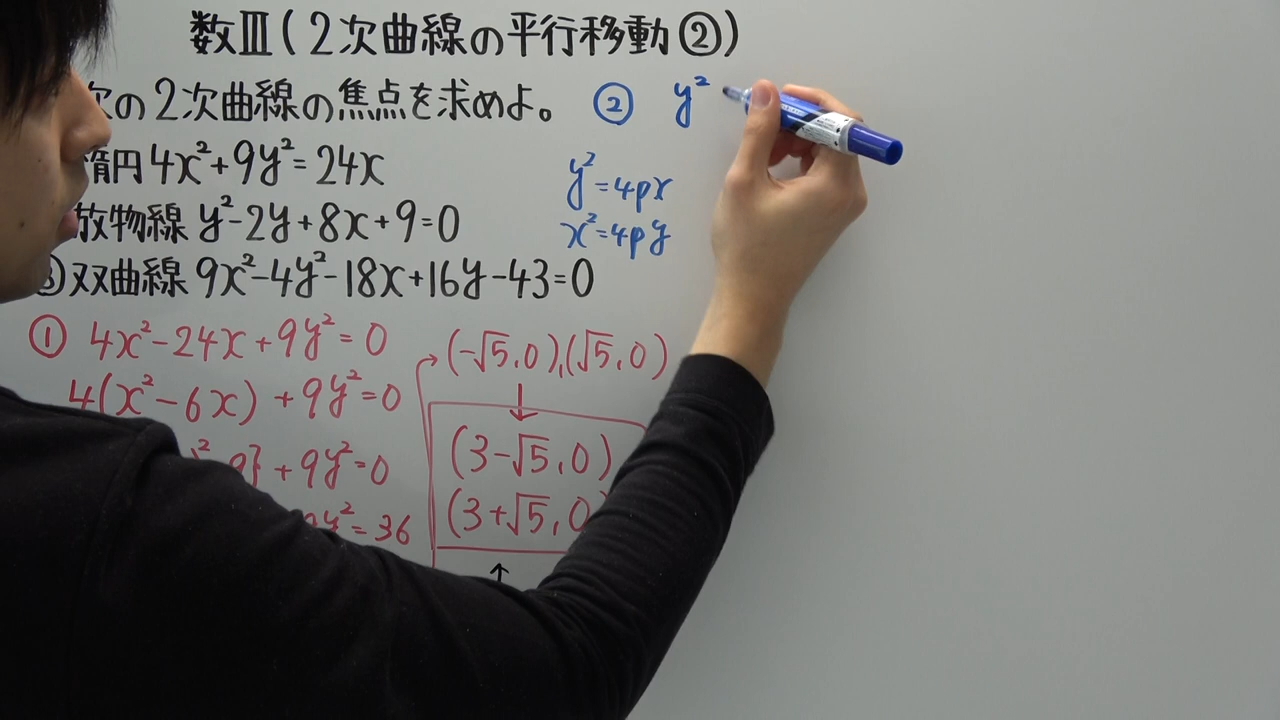 数Ⅲ(2次曲線の平行移動②)
次の2次曲線の焦点を求めよ。
楕円 4x²+9y²=24x
放物線 y²-2y+8x+9=0
③双曲線 9x²-4y²-18x+16y-43=0
① 4x²-24x+9y²=0
4(x²-6x)+9y²=0
)²-9}+9y²=0
9y²=36
(-√5,0),(√5,0)
↓
(3-√5,0)
(3+√5,0)
↑
② y²
y²=4px
x²=4py